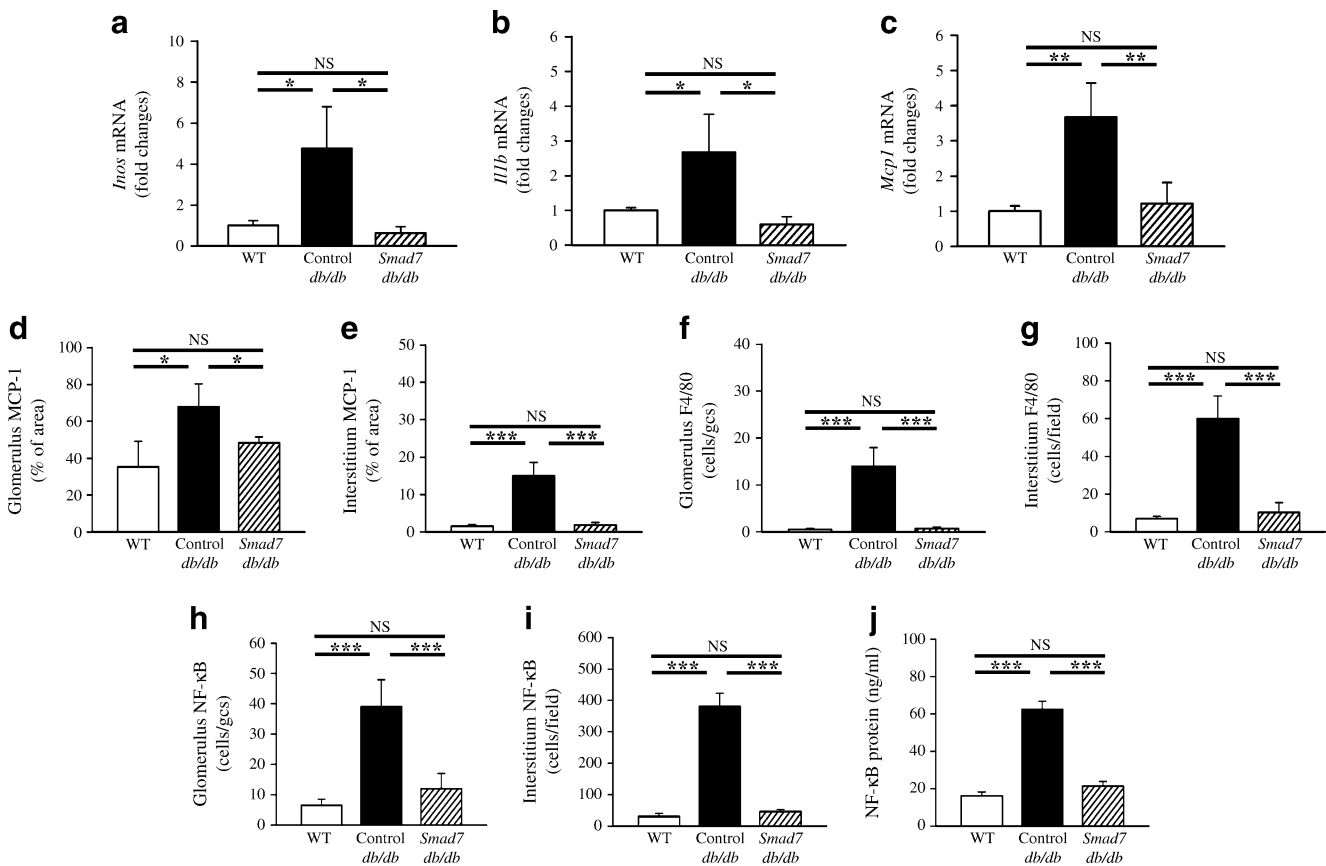 a
Inos mRNA
(fold changes)
10
8
6
4
2
0
NS
* *
WT Control Smad7
db/db db/db
b
Il1b mRNA
(fold changes)
6
5
4
3
2
1
0
NS
* *
WT Control Smad7
db/db db/db
c
Mcp1 mRNA
(fold changes)
6
5
4
3
2
1
0
NS
** **
WT Control Smad7
db/db db/db
d
Glomerulus MCP-1
(% of area)
100
80
60
40
20
0
NS
* *
WT Control Smad7
db/db db/db
e
Interstitium MCP-1
(% of area)
50
40
30
20
10
0
NS
*** ***
WT Control Smad7
db/db db/db
f
Glomerulus F4/80
(cells/gcs)
40
30
20
10
0
NS
*** ***
WT Control Smad7
db/db db/db
g
Interstitium F4/80
(cells/field)
100
80
60
40
20
0
NS
*** ***
WT Control Smad7
db/db db/db
h
Glomerulus NF-κB
(cells/gcs)
60
50
40
30
20
10
0
NS
*** ***
WT Control Smad7
db/db db/db
i
Interstitium NF-κB
(cells/field)
600
500
400
300
200
100
0
NS
*** ***
WT Control Smad7
db/db db/db
j
NF-κB protein (ng/ml)
100
80
60
40
20
0
NS
*** ***
WT Control Smad7
db/db db/db